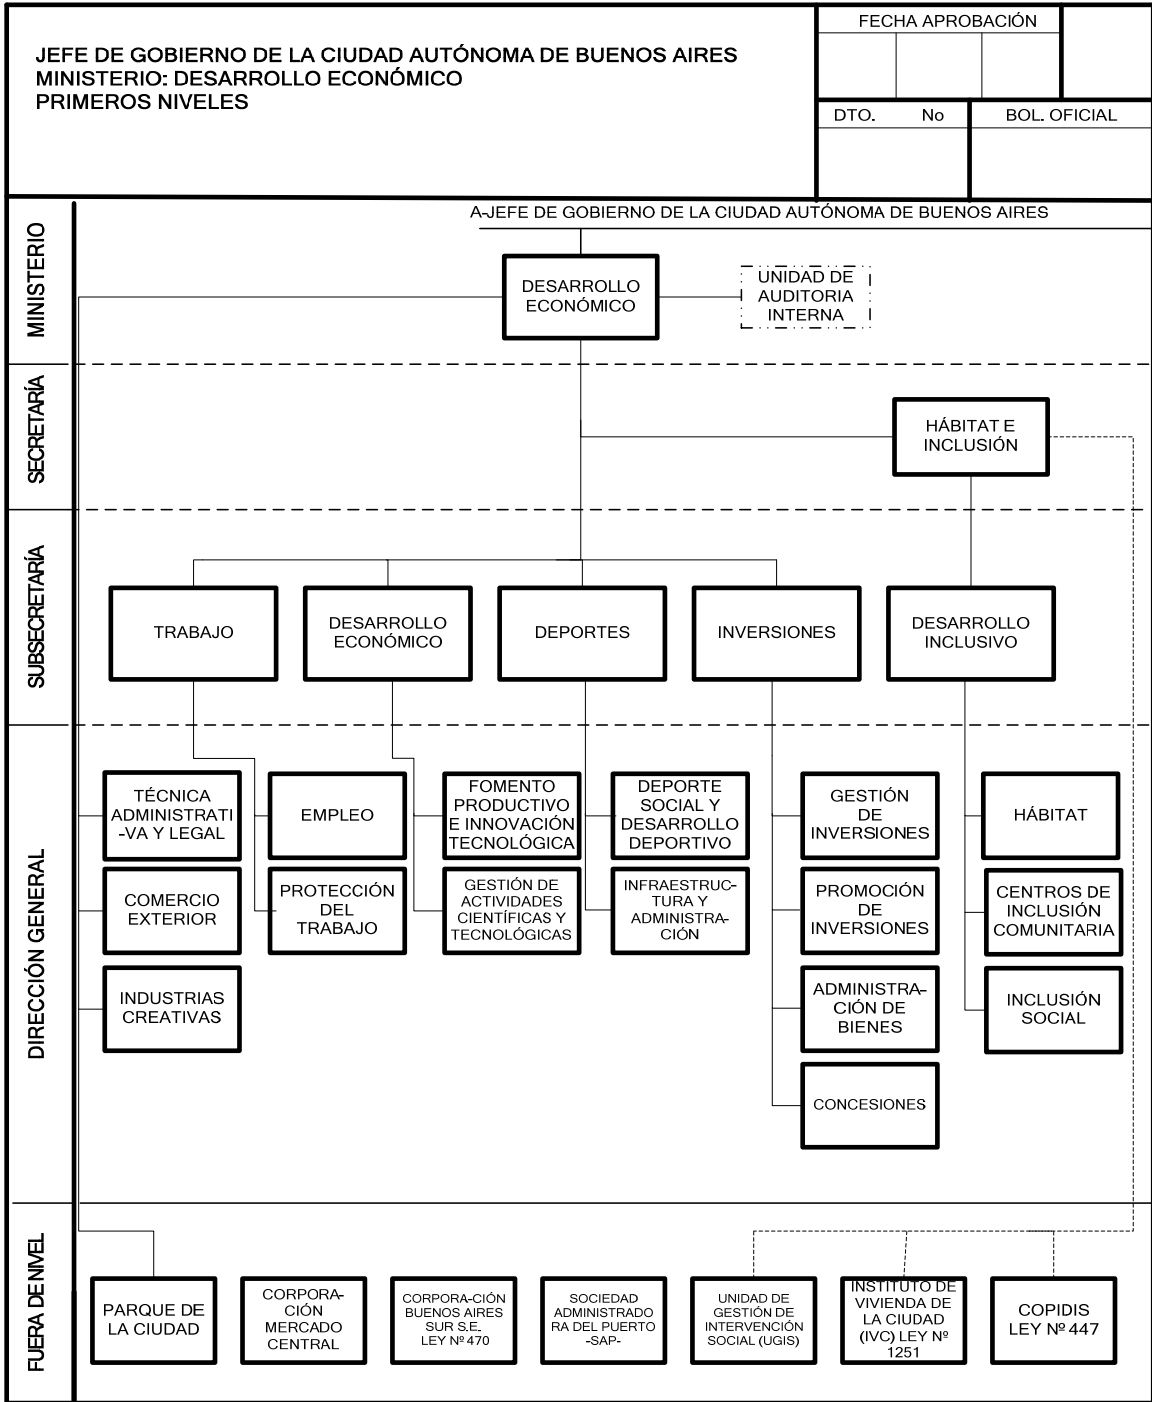 JEFE DE GOBIERNO DE LA CIUDAD AUTÓNOMA DE BUENOS AIRES
MINISTERIO: DESARROLLO ECONÓMICO
PRIMEROS NIVELES
FECHA APROBACIÓN
DTO. No
BOL. OFICIAL
MINISTERIO
A-JEFE DE GOBIERNO DE LA CIUDAD AUTÓNOMA DE BUENOS AIRES
DESARROLLO
ECONÓMICO
UNIDAD DE
AUDITORIA
INTERNA
SECRETARÍA
HÁBITAT E
INCLUSIÓN
SUBSECRETARÍA
TRABAJO
DESARROLLO
ECONÓMICO
DEPORTES
INVERSIONES
DESARROLLO
INCLUSIVO
DIRECCIÓN GENERAL
TÉCNICA
ADMINISTRATI
-VA Y LEGAL
EMPLEO
FOMENTO
PRODUCTIVO
E INNOVACIÓN
TECNOLÓGICA
DEPORTE
SOCIAL Y
DESARROLLO
DEPORTIVO
GESTIÓN
DE
INVERSIONES
HÁBITAT
COMERCIO
EXTERIOR
PROTECCIÓN
DEL
TRABAJO
GESTIÓN DE
ACTIVIDADES
CIENTÍFICAS Y
TECNOLÓGICAS
INFRAESTRUC-
TURA Y
ADMINISTRA-
CIÓN
PROMOCIÓN
DE
INVERSIONES
CENTROS DE
INCLUSIÓN
COMUNITARIA
INDUSTRIAS
CREATIVAS
ADMINISTRA-
CIÓN DE
BIENES
INCLUSIÓN
SOCIAL
CONCESIONES
FUERA DE NIVEL
PARQUE DE
LA CIUDAD
CORPORA-
CIÓN
MERCADO
CENTRAL
CORPORA-CIÓN
BUENOS AIRES
SUR S.E.
LEY Nº 470
SOCIEDAD
ADMINISTRADO
RA DEL PUERTO
-SAP-
UNIDAD DE
GESTIÓN DE
INTERVENCIÓN
SOCIAL (UGIS)
INSTITUTO DE
VIVIENDA DE
LA CIUDAD
(IVC) LEY Nº
1251
COPIDIS
LEY Nº 447